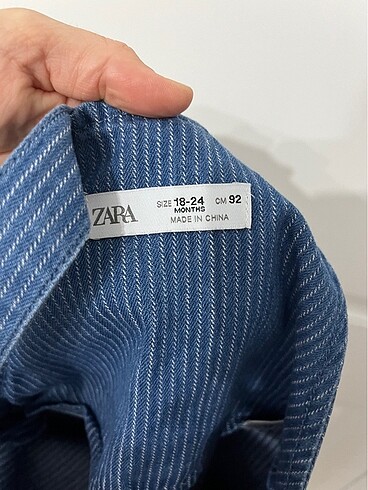 ZARA
SIZE 18-24 CM 92
MONTHS
MADE IN CHINA